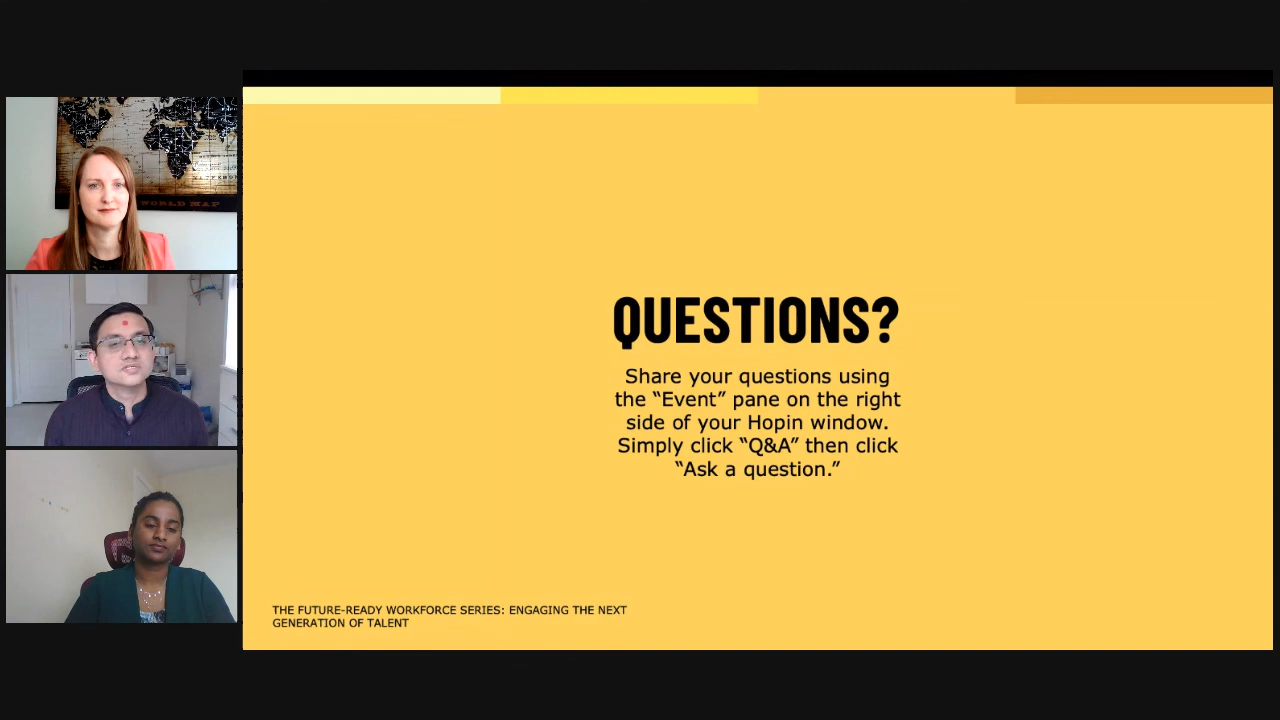 WORLD MAP
QUESTIONS?
Share your questions using
the “Event” pane on the right
side of your Hopin window.
Simply click “Q&A” then click
“Ask a question.”
THE FUTURE-READY WORKFORCE SERIES: ENGAGING THE NEXT
GENERATION OF TALENT